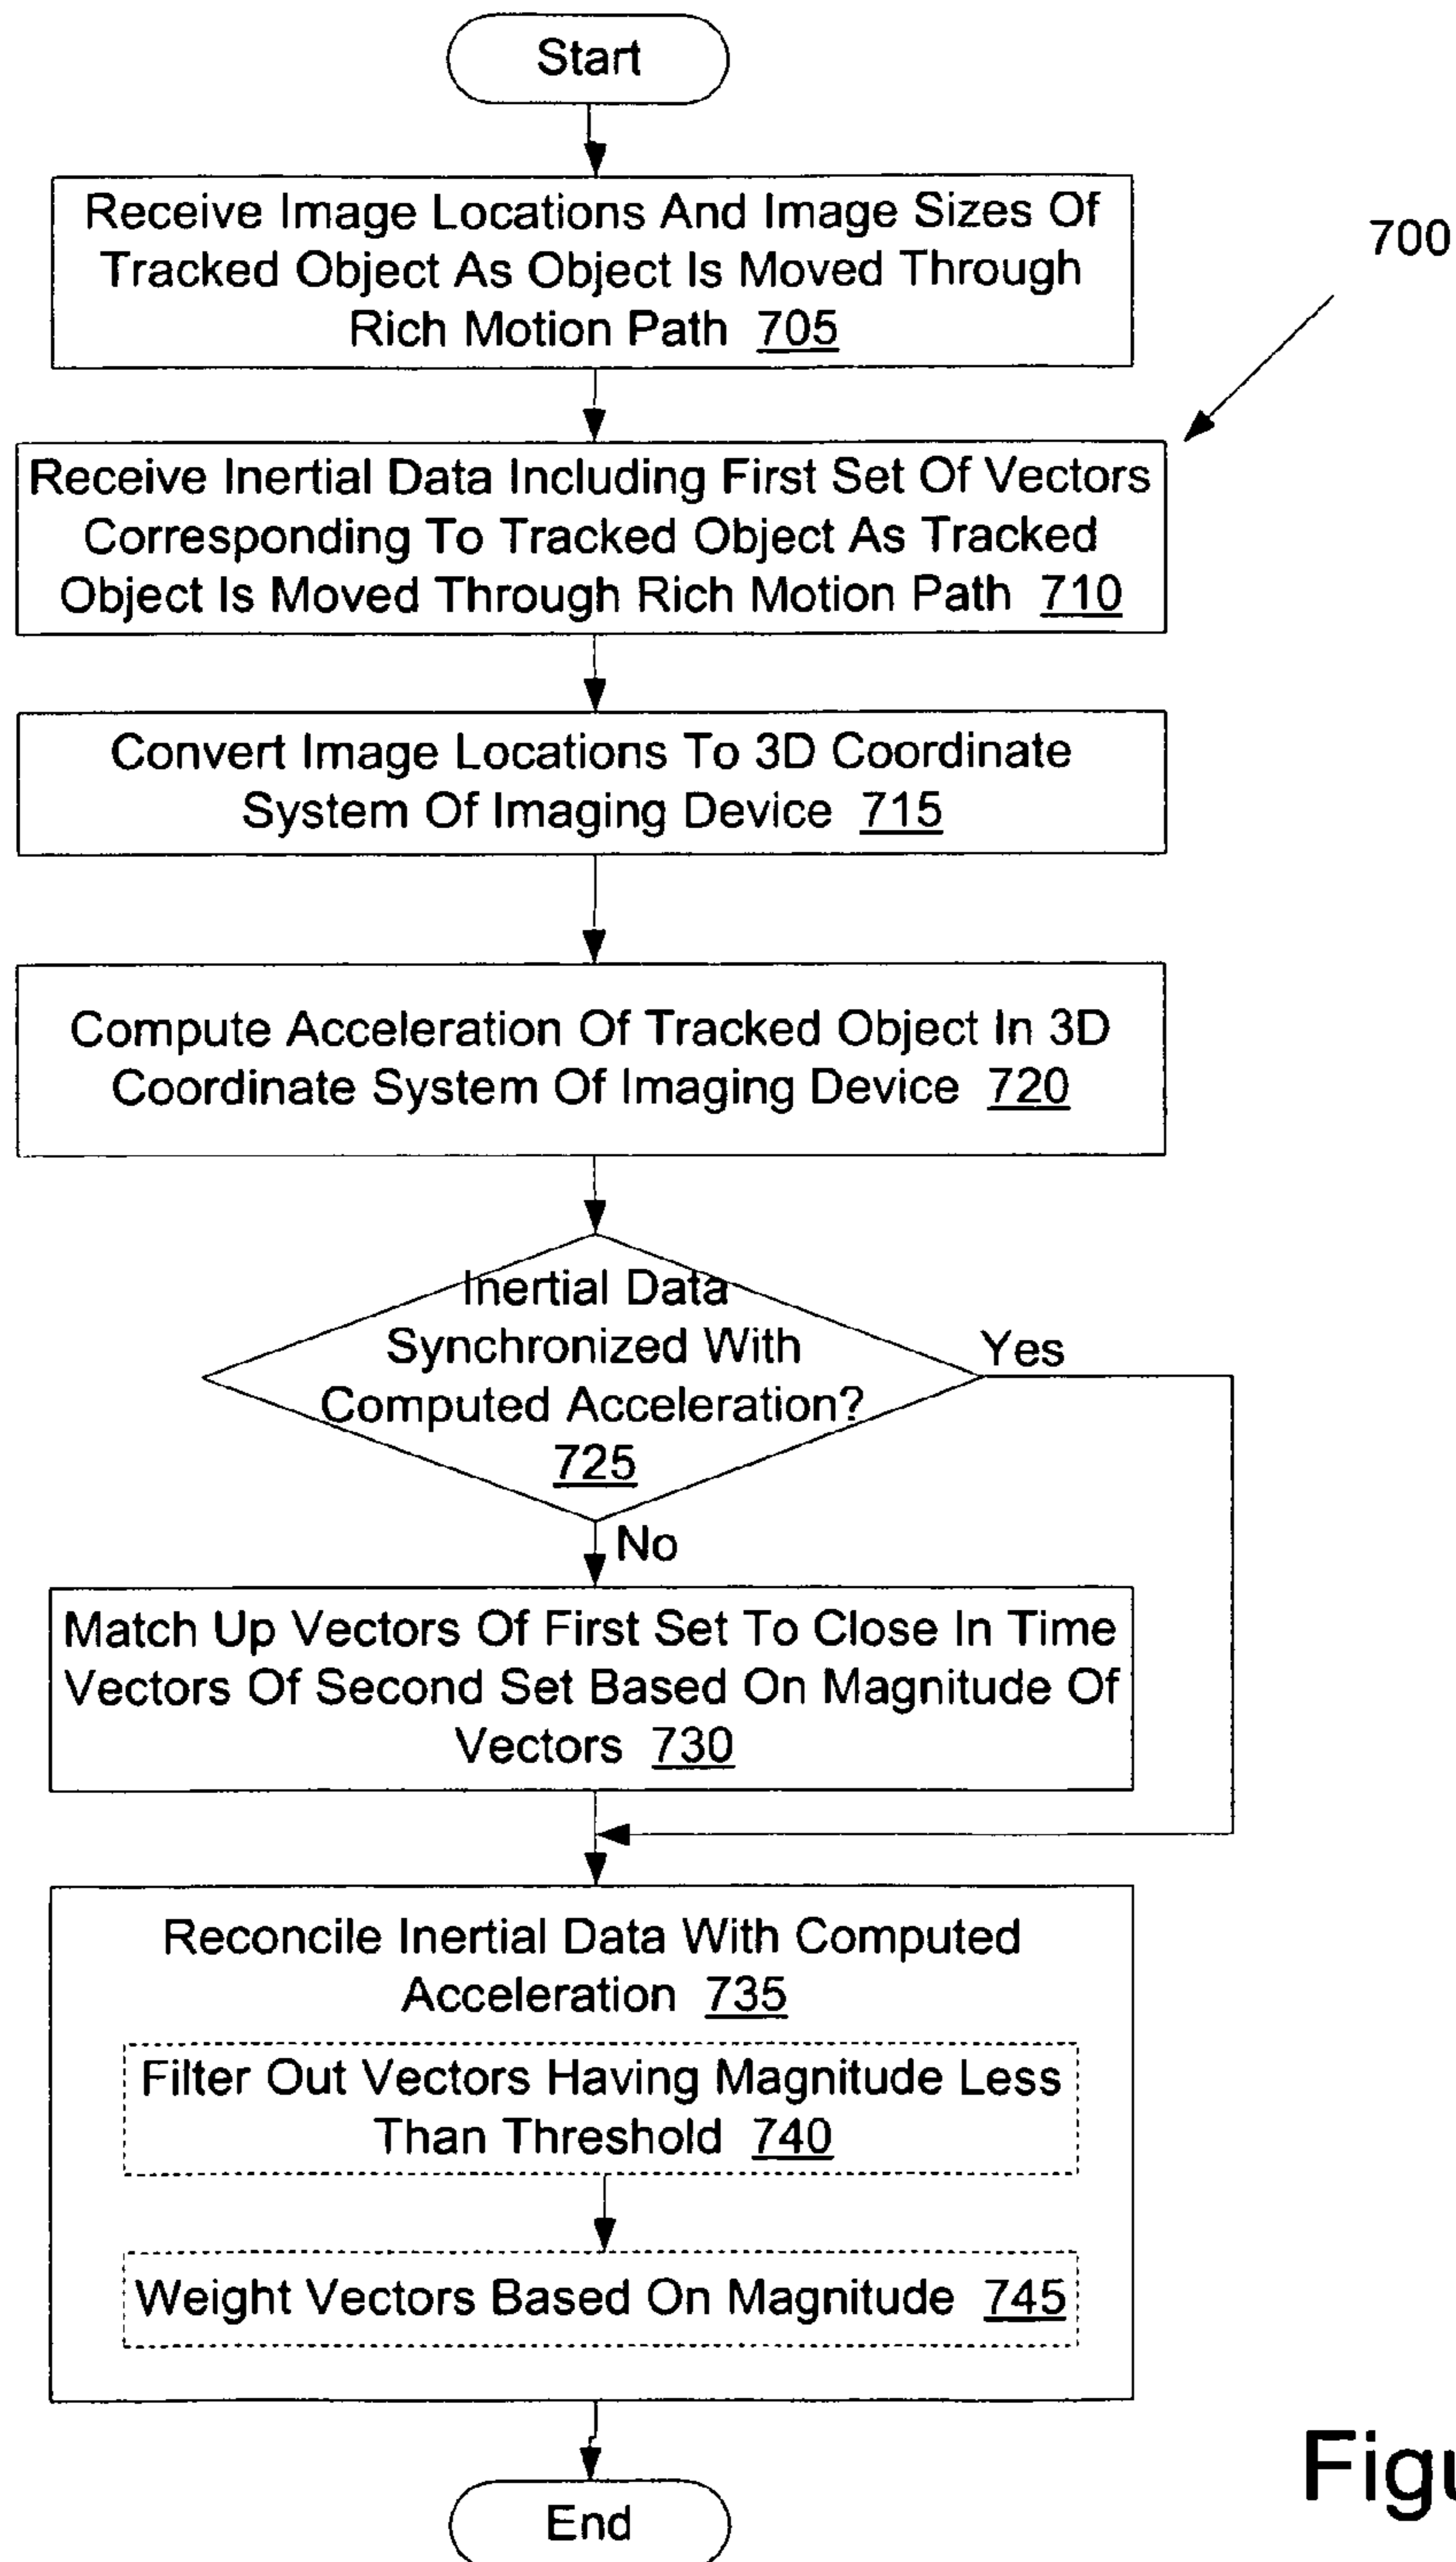 Start
Receive Image Locations And Image Sizes Of
Tracked Object As Object Is Moved Through
Rich Motion Path 705
700
Receive Inertial Data Including First Set Of Vectors
Corresponding To Tracked Object As Tracked
Object Is Moved Through Rich Motion Path 710
Convert Image Locations To 3D Coordinate
System Of Imaging Device 715
Compute Acceleration Of Tracked Object In 3D
Coordinate System Of Imaging Device 720
Inertial Data
Synchronized With
Computed Acceleration?
725
Yes
No
Match Up Vectors Of First Set To Close In Time
Vectors Of Second Set Based On Magnitude Of
Vectors 730
Reconcile Inertial Data With Computed
Acceleration 735
Filter Out Vectors Having Magnitude Less
Than Threshold 740
Weight Vectors Based On Magnitude 745
End